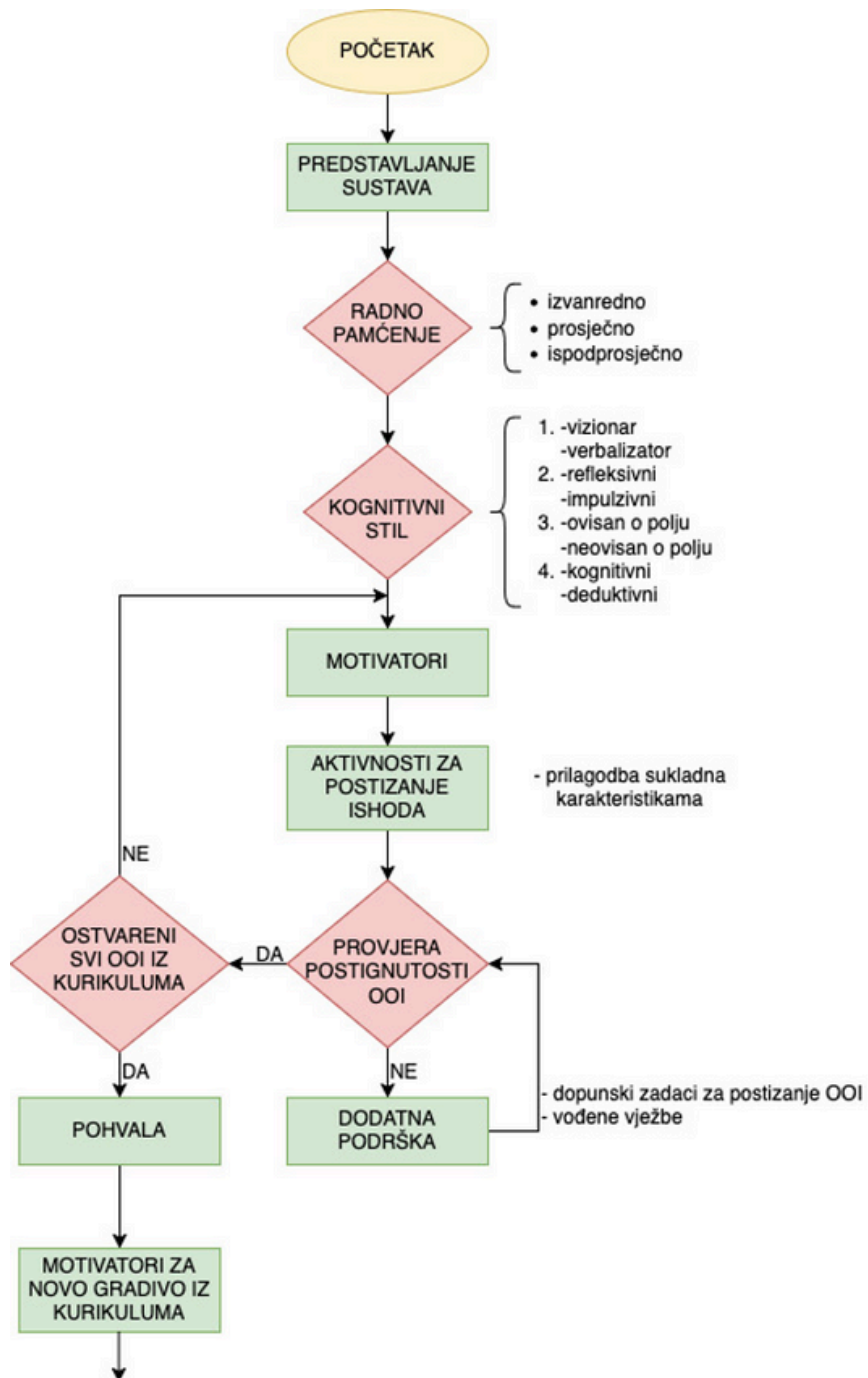 POČETAK
PREDSTAVLJANJE
SUSTAVA
RADNO
PAMĆENJE
• izvanredno
• prosječno
• ispodprosječno
KOGNITIVNI
STIL
1. -vizionar
-verbalizator
2. -refleksivni
-impulzivni
3. -ovisan o polju
-neovisan o polju
4. -kognitivni
-deduktivni
MOTIVATORI
AKTIVNOSTI ZA
POSTIZANJE
ISHODA
- prilagodba sukladna
karakteristikama
PROVJERA
POSTIGNUTOSTI
OOI
DA
NE
DODATNA
PODRŠKA
- dopunski zadaci za postizanje OOI
- vođene vježbe
OSTVARENI
SVI OOI IZ
KURIKULUMA
NE
DA
POHVALA
MOTIVATORI ZA
NOVO GRADIVO IZ
KURIKULUMA